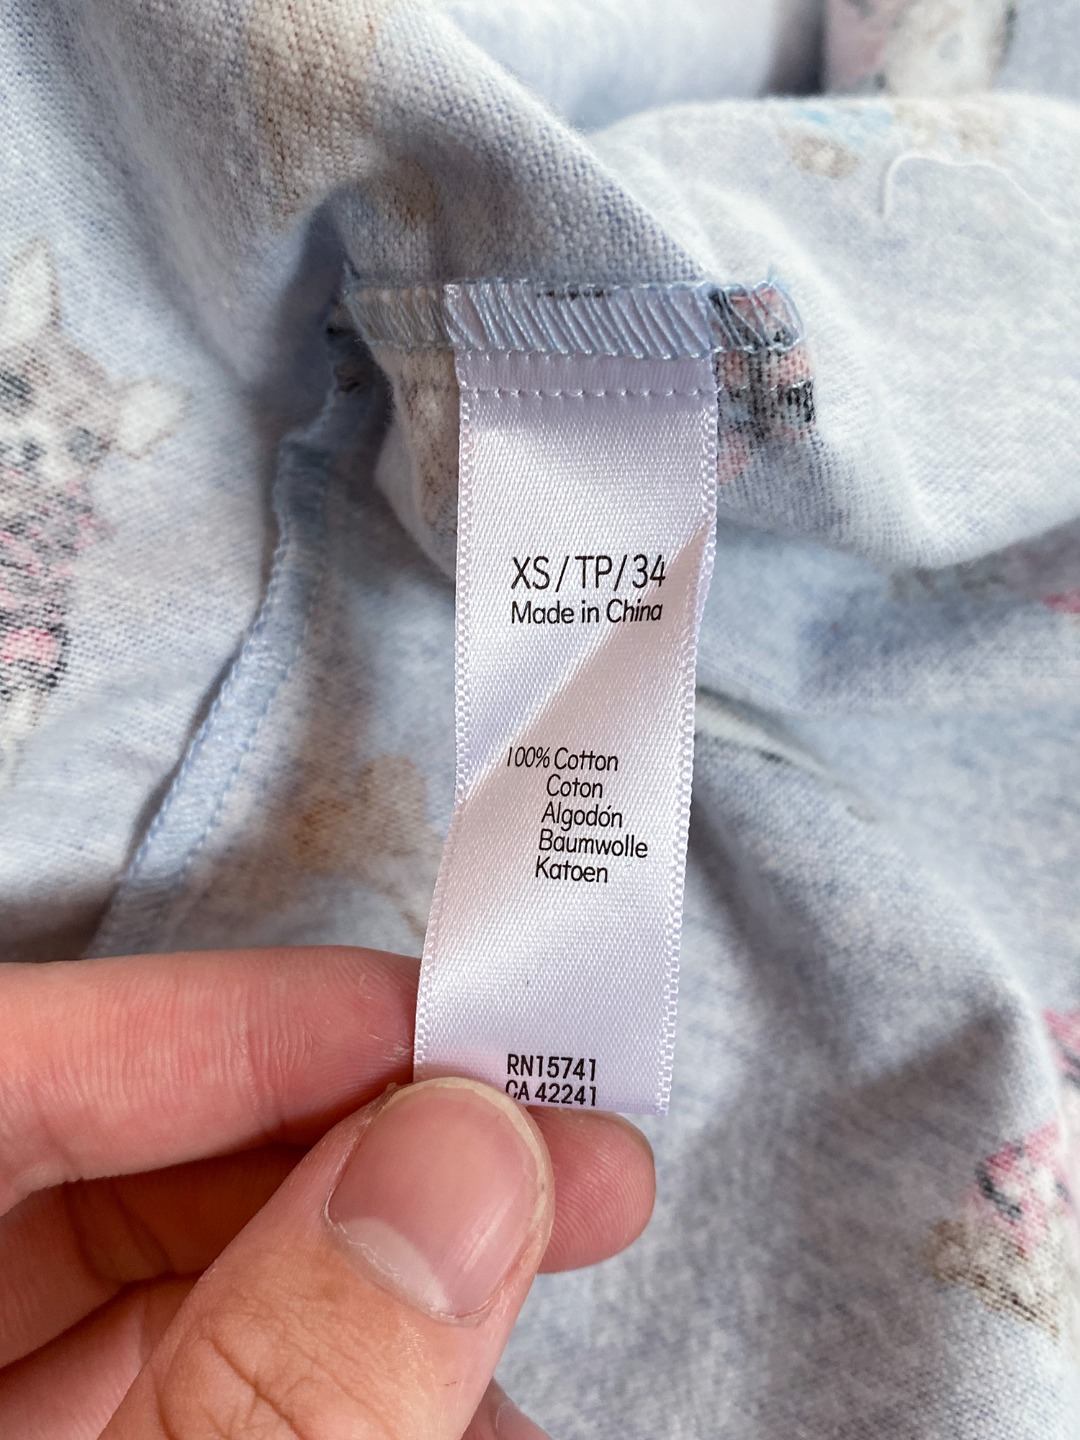 XS/TP/34
Made in China
100% Cotton
Coton
Algodón
Baumwolle
Katoen
RN15741
CA 42241